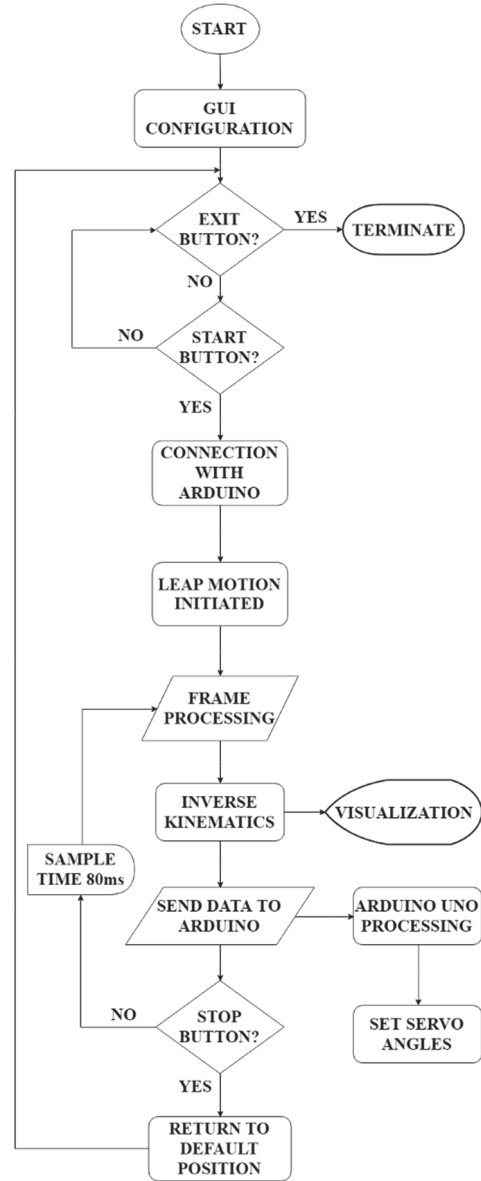 START
GUI
CONFIGURATION
EXIT
BUTTON?
YES
TERMINATE
NO
NO
START
BUTTON?
YES
CONNECTION
WITH
ARDUINO
LEAP MOTION
INITIATED
FRAME
PROCESSING
INVERSE
KINEMATICS
VISUALIZATION
SAMPLE
TIME 80ms
SEND DATA TO
ARDUINO
ARDUINO UNO
PROCESSING
NO
STOP
BUTTON?
SET SERVO
ANGLES
YES
RETURN TO
DEFAULT
POSITION